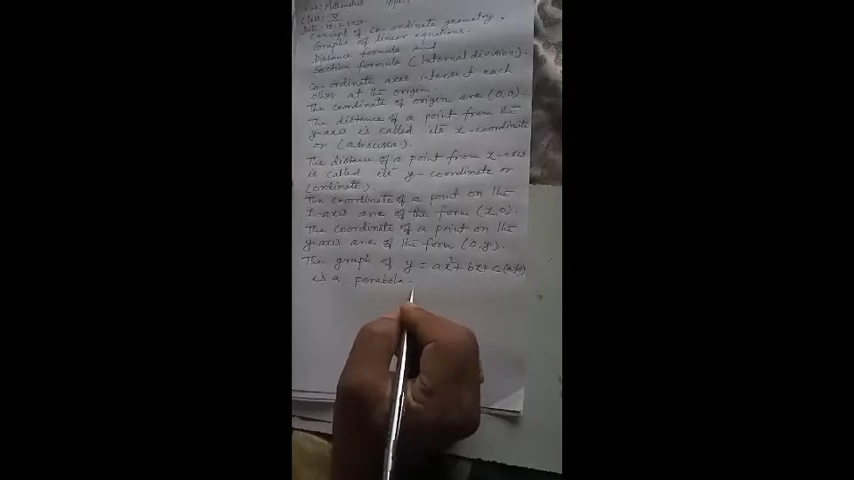 Sub: Mathematics Topic:
Class: X
Date:
Concept of co-ordinate geometry.
Graphs of linear equations.
Distance formula and
Section formula (Internal division).
Co-ordinate axes intersect each
other at the origin.
The coordinate of origin are (0,0).
The distance of a point from the
y-axis is called its x-coordinate
or (abscissa).
The distance of a point from x-axis
is called its y-coordinate or
(ordinate).
The coordinate of a point on the
x-axis are of the form (x,0).
The coordinate of a point on the
y-axis are of the form (0,y).
The graph of y = ax²+bx+c (a≠0)
is a parabola.